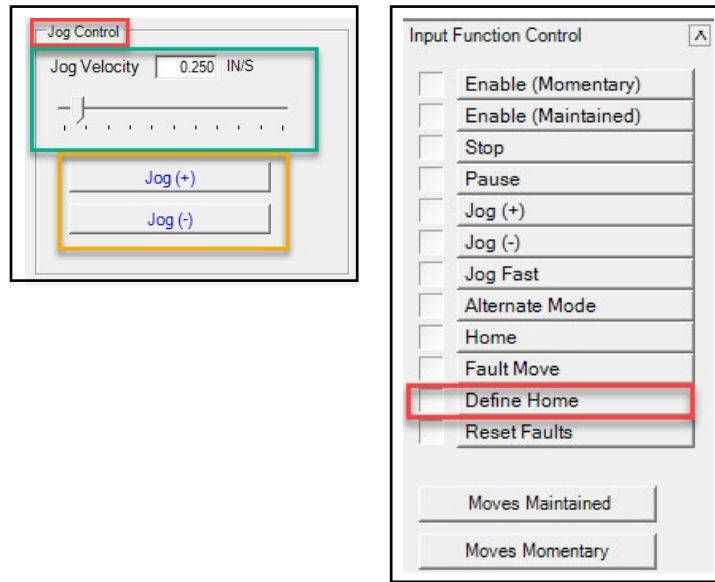 Jog Control
Jog Velocity 0.250 IN/S
Jog (+)
Jog (-)
Input Function Control
Enable (Momentary)
Enable (Maintained)
Stop
Pause
Jog (+)
Jog (-)
Jog Fast
Alternate Mode
Home
Fault Move
Define Home
Reset Faults
Moves Maintained
Moves Momentary